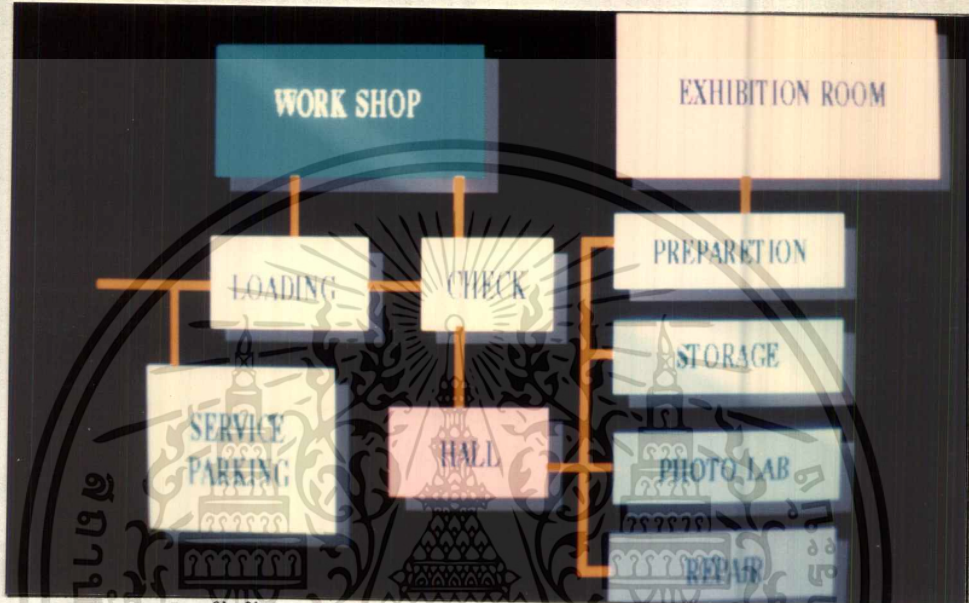 WORK SHOP
EXHIBITION ROOM
PREPARETION
LOADING
CHECK
STORAGE
SERVICE
PARKING
HALL
PHOTO LAB
REPAIR